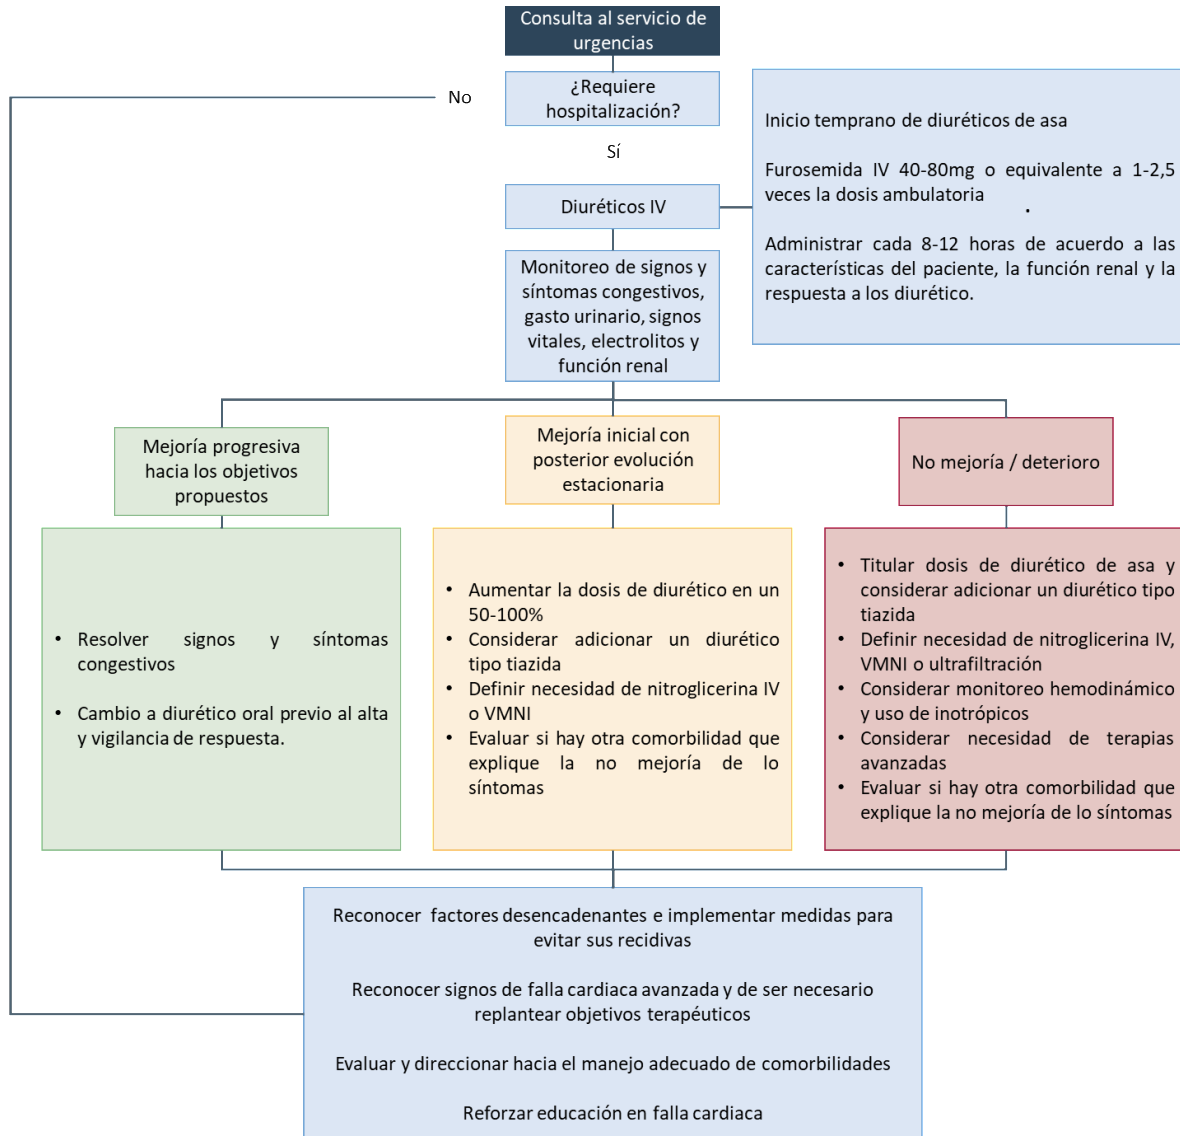 Consulta al servicio de
urgencias
¿Requiere
hospitalización?
No
Sí
Diuréticos IV
Inicio temprano de diuréticos de asa
Furosemida IV 40-80mg o equivalente a 1-2,5
veces la dosis ambulatoria
.
Administrar cada 8-12 horas de acuerdo a las
características del paciente, la función renal y la
respuesta a los diurético.
Monitoreo de signos y
síntomas congestivos,
gasto urinario, signos
vitales, electrolitos y
función renal
Mejoría progresiva
hacia los objetivos
propuestos
Mejoría inicial con
posterior evolución
estacionaria
No mejoría / deterioro
• Resolver signos y síntomas
congestivos
• Cambio a diurético oral previo al alta
y vigilancia de respuesta.
• Aumentar la dosis de diurético en un
50-100%
• Considerar adicionar un diurético
tipo tiazida
• Definir necesidad de nitroglicerina IV
o VMNI
• Evaluar si hay otra comorbilidad que
explique la no mejoría de lo
síntomas
• Titular dosis de diurético de asa y
considerar adicionar un diurético tipo
tiazida
• Definir necesidad de nitroglicerina IV,
VMNI o ultrafiltración
• Considerar monitoreo hemodinámico
y uso de inotrópicos
• Considerar necesidad de terapias
avanzadas
• Evaluar si hay otra comorbilidad que
explique la no mejoría de lo síntomas
Reconocer factores desencadenantes e implementar medidas para
evitar sus recidivas
Reconocer signos de falla cardiaca avanzada y de ser necesario
replantear objetivos terapéuticos
Evaluar y direccionar hacia el manejo adecuado de comorbilidades
Reforzar educación en falla cardiaca